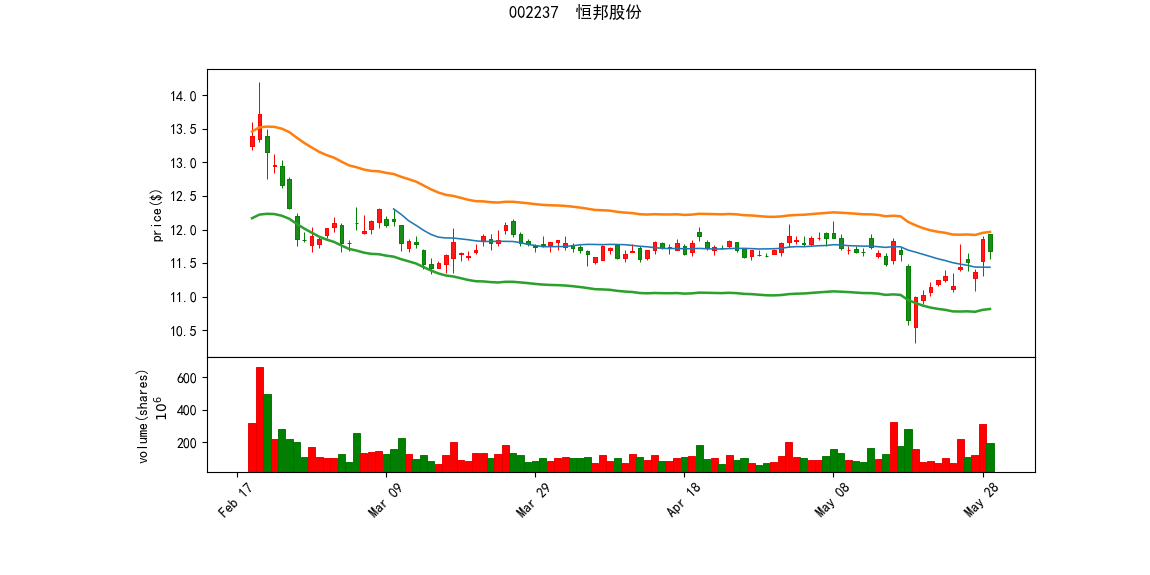 002237  恒邦股份
price($)
14.0
13.5
13.0
12.5
12.0
11.5
11.0
10.5
volume(shares)
10^6
600
400
200
Feb 17
Mar 09
Mar 29
Apr 18
May 08
May 28